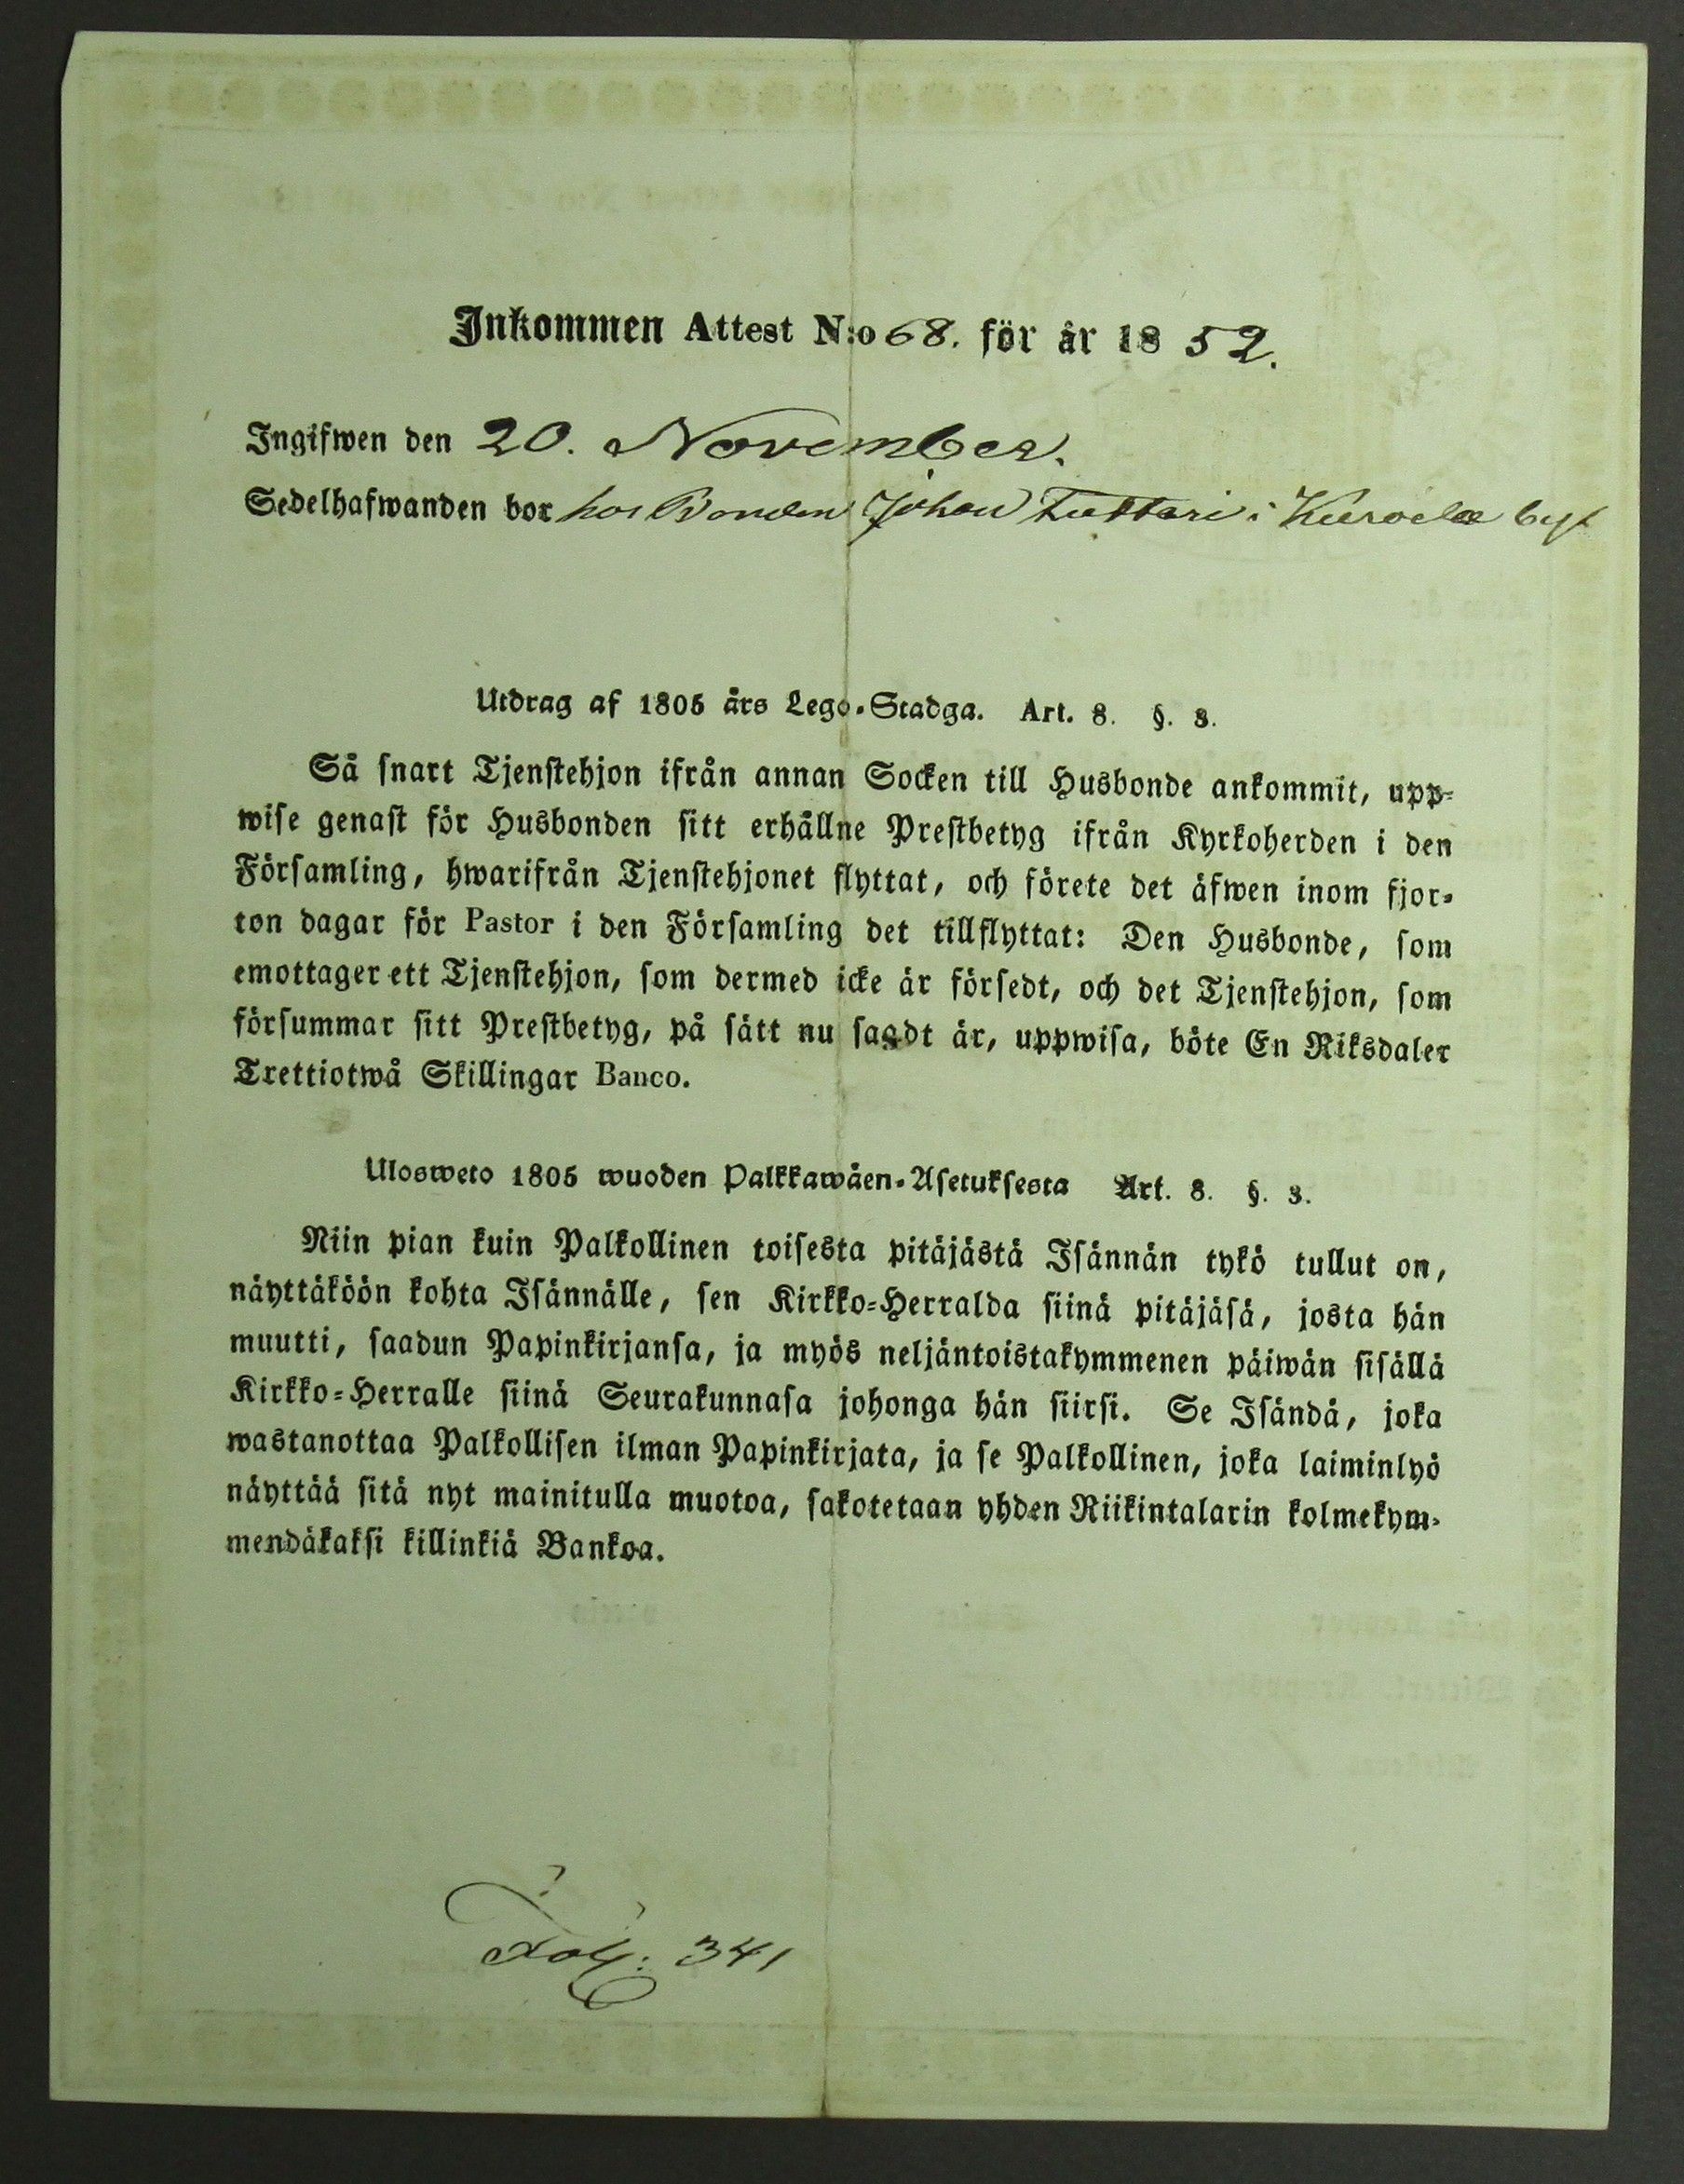 Inkommen Attest N:o 68. för år 1852.
Ingifwen den 20. November.
Sedelhafwanden bor hos Bonden Johan Tuttari i Kurvela by
Utdrag af 1805 års Lego-Stadga. Art. 8. §. 3.
Så snart Tjenstehjon ifrån annan Socken till Husbonde ankommit, upp-
wise genast för Husbonden sitt erhållne Prestbetyg ifrån Kyrkoherden i den
Församling, hwarifrån Tjenstehjonet flyttat, och förete det äfwen inom fjor-
ton dagar för Pastor i den Församling det tillflyttat: Den Husbonde, som
emottager ett Tjenstehjon, som dermed icke är försedt, och det Tjenstehjon, som
försummar sitt Prestbetyg, på sätt nu sagdt är, uppwisa, böte En Riksdaler
Trettiotwå Skillingar Banco.
Ulosweto 1805 wuoden Palkkawäen-Asetuksesta Art. 8. §. 3.
Niin pian kuin Palkollinen toisesta pitäjästä Isännän tykö tullut on,
näyttäköön kohta Isännälle, sen Kirkko-Herralda siinä pitäjäsä, josta hän
muutti, saadun Papinkirjansa, ja myös neljäntoistakymmenen päiwän sisällä
Kirkko-Herralle siinä Seurakunnasa johonga hän siirsi. Se Isändä, joka
wastanottaa Palkollisen ilman Papinkirjata, ja se Palkollinen, joka laiminlyö
näyttää sitä nyt mainitulla muotoa, sakotetaan yhden Riikintalarin kolmekym-
mendäkaksi killinkiä Bankoa.
Fol: 341